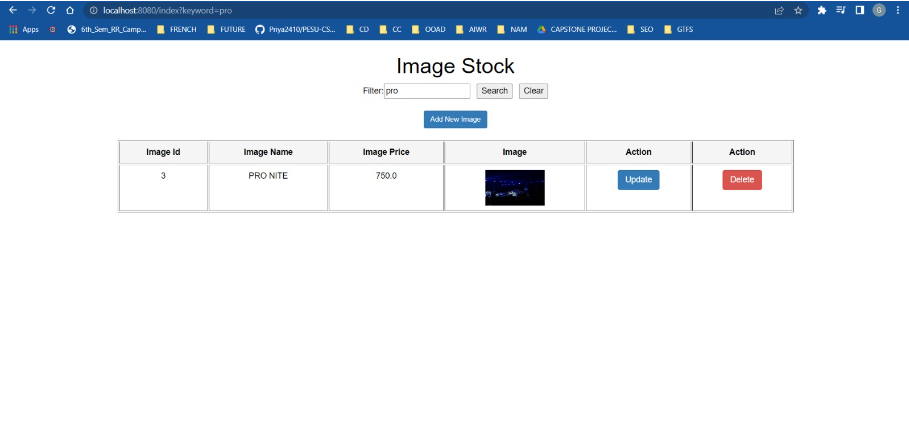 localhost:8080/index?keyword=pro
G
Apps 6th_Sem_RR_Camp... FRENCH FUTURE Priya2410/PESU-CS... CD CC OOAD AIWR NAM CAPSTONE PROJEC... SEO GTFS
Image Stock
Filter: pro Search Clear
Add New Image
Image Id Image Name Image Price Image Action Action
3 PRO NITE 750.0 Update Delete